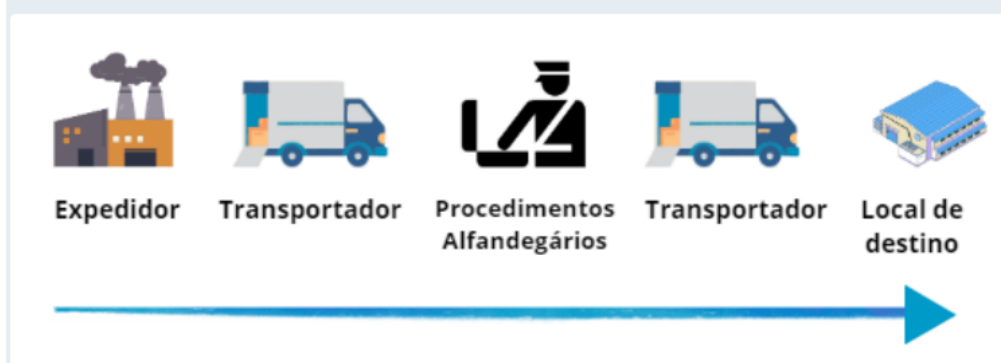 Expedidor
Transportador
Procedimentos
Alfandegários
Transportador
Local de
destino